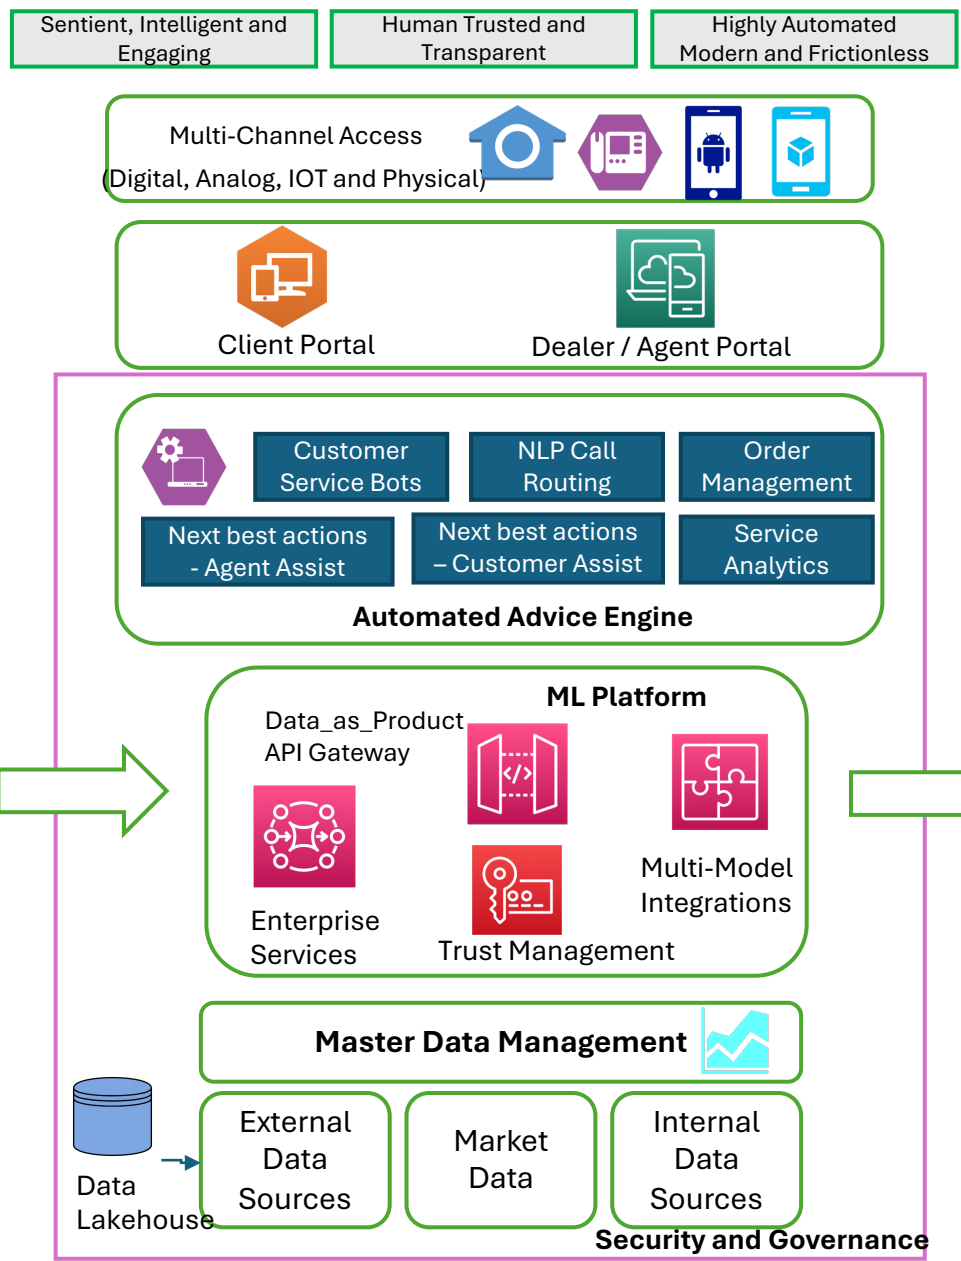 Sentient, Intelligent and
Engaging
Human Trusted and
Transparent
Highly Automated
Modern and Frictionless
Multi-Channel Access
(Digital, Analog, IOT and Physical)
Client Portal
Dealer / Agent Portal
Customer
Service Bots
NLP Call
Routing
Order
Management
Next best actions
- Agent Assist
Next best actions
– Customer Assist
Service
Analytics
Automated Advice Engine
ML Platform
Data_as_Product
API Gateway
</>
Enterprise
Services
Trust Management
Multi-Model
Integrations
Master Data Management
External
Data
Sources
Market
Data
Internal
Data
Sources
Data
Lakehouse
Security and Governance